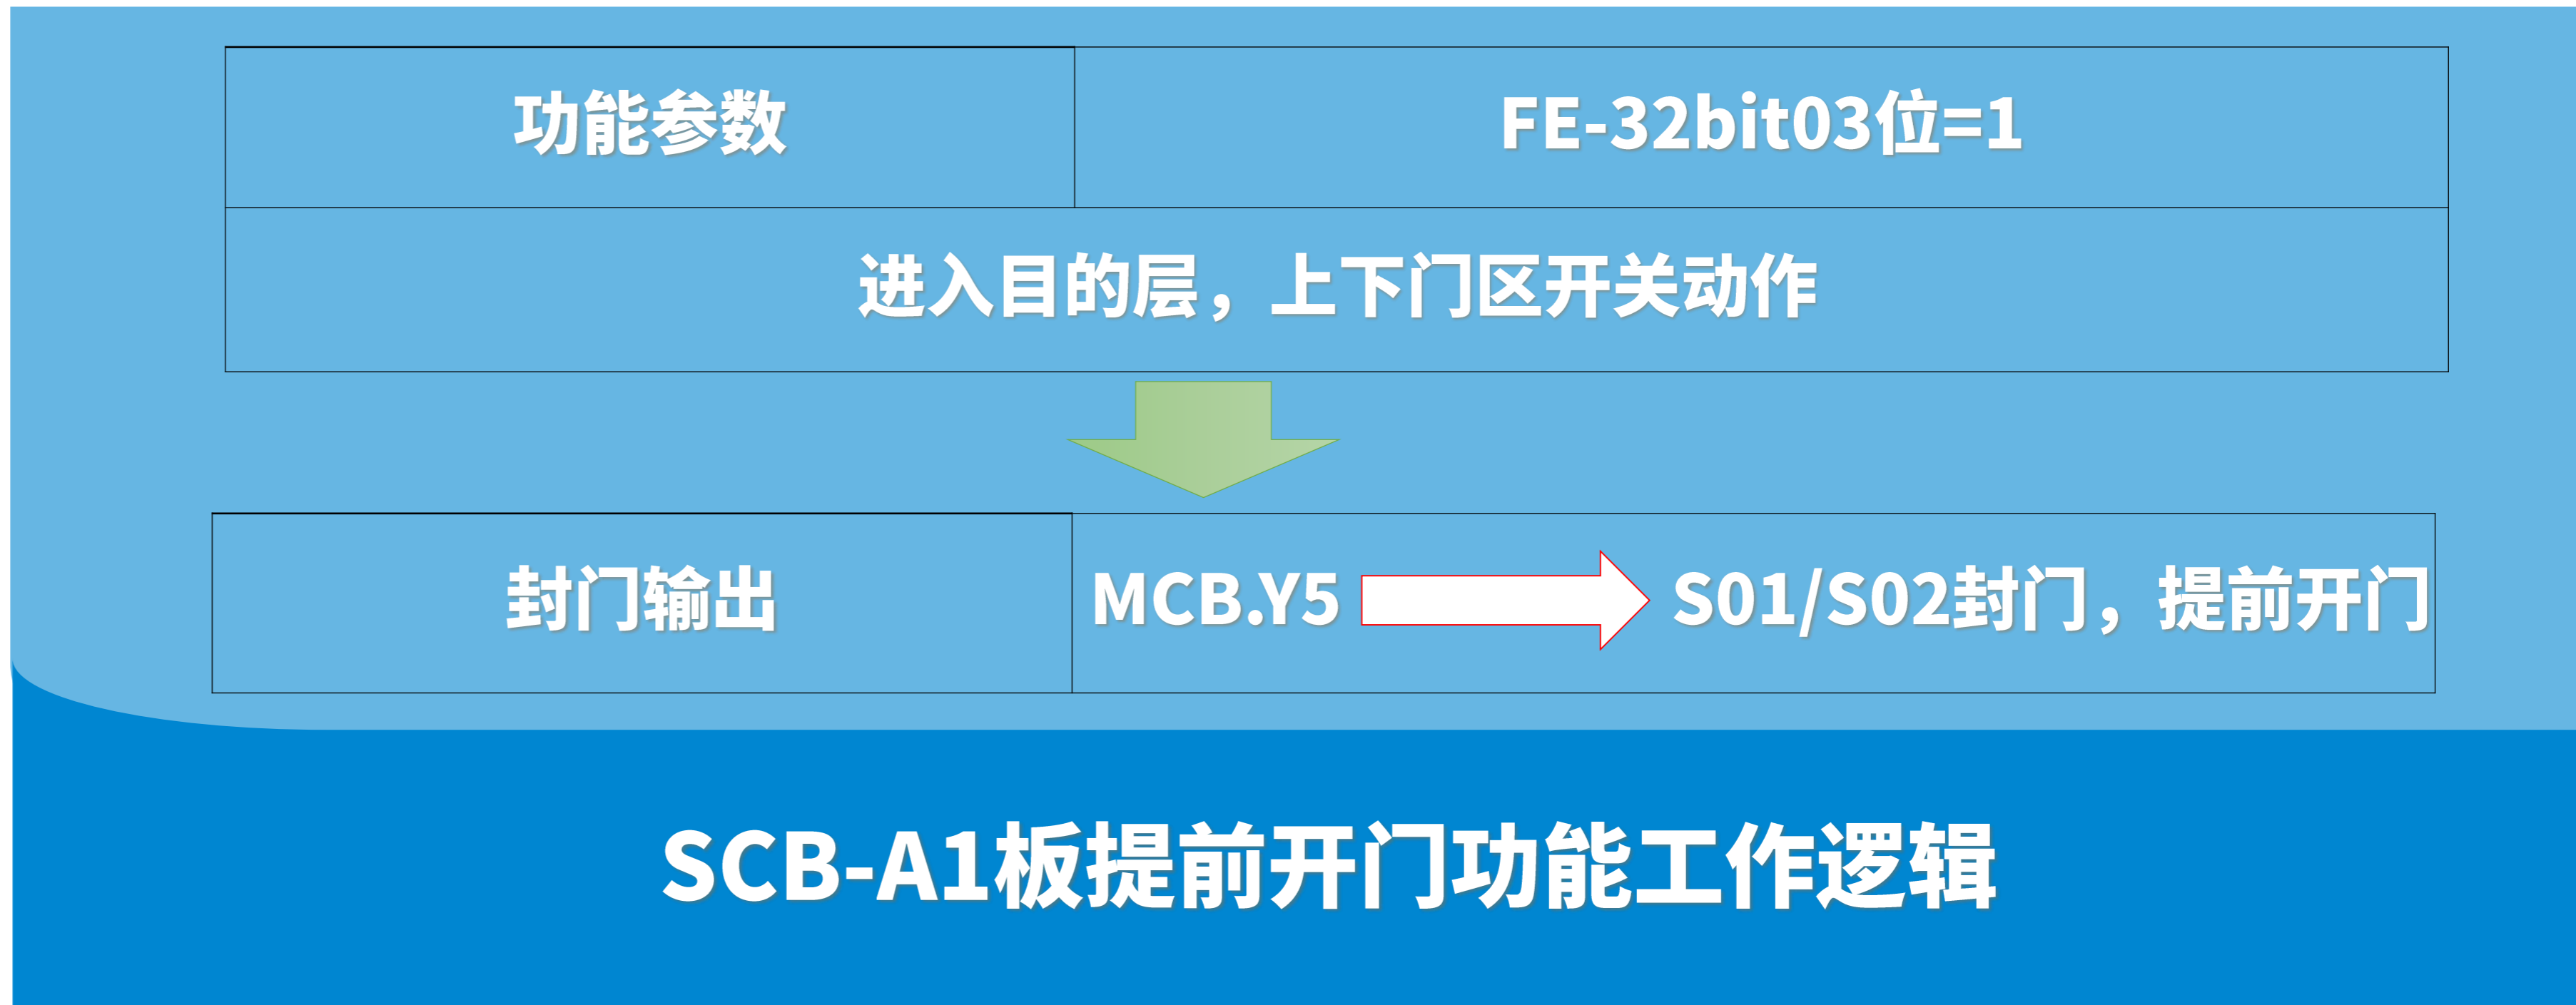 功能参数
FE-32bit03位=1
进入目的层，上下门区开关动作
封门输出
MCB.Y5
S01/S02封门，提前开门
SCB-A1板提前开门功能工作逻辑